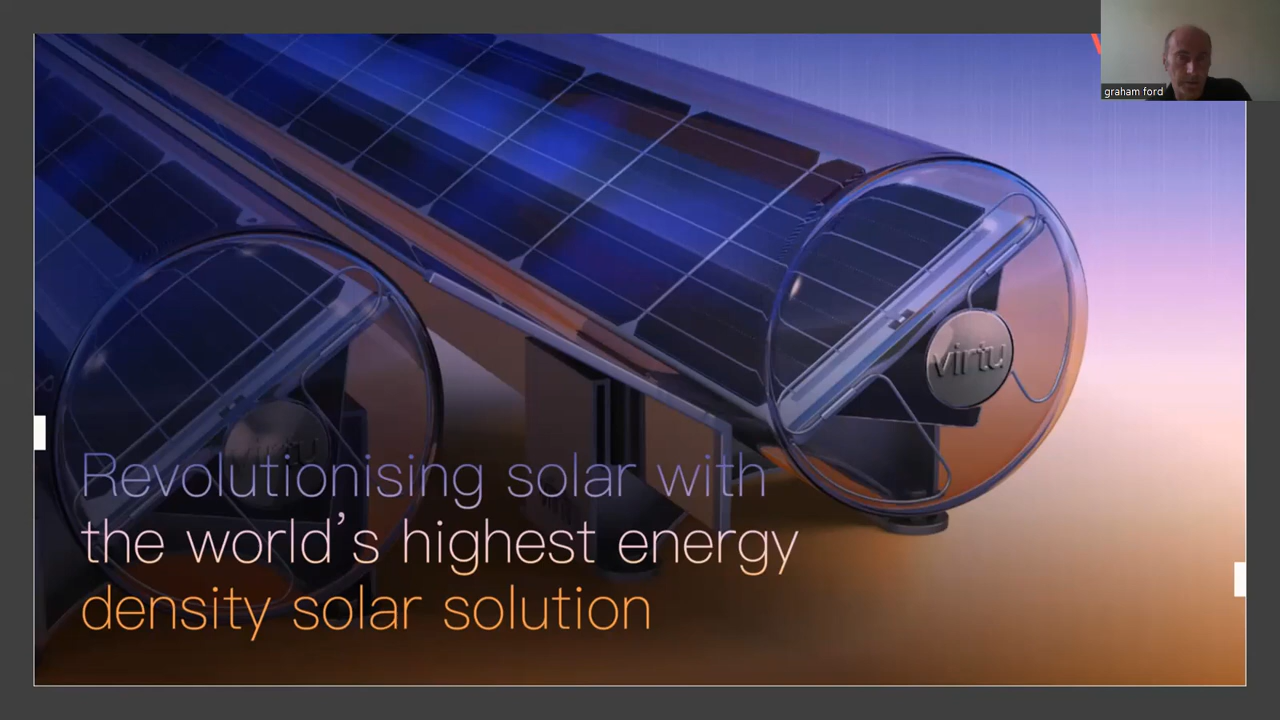 graham ford
virtu
Revolutionising solar with
the world's highest energy
density solar solution